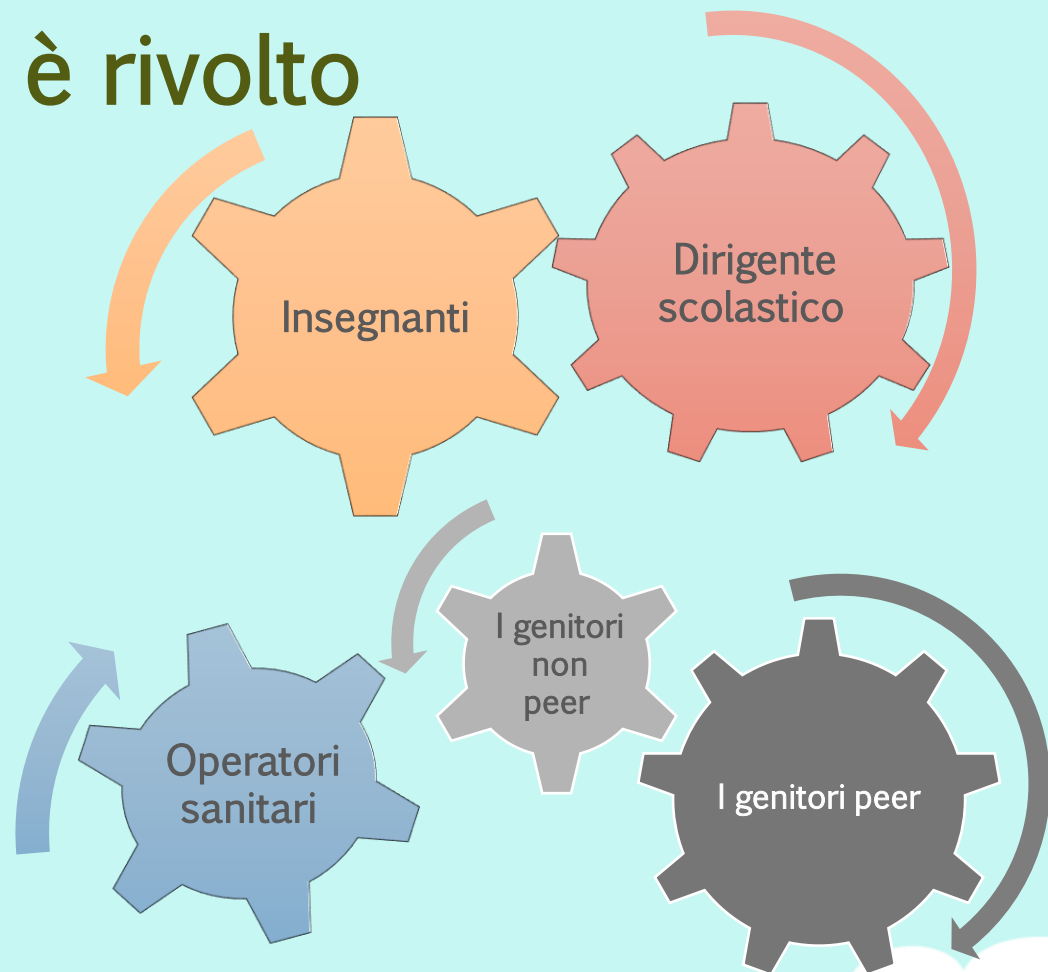 è rivolto
Insegnanti
Dirigente
scolastico
I genitori
non
peer
Operatori
sanitari
I genitori peer